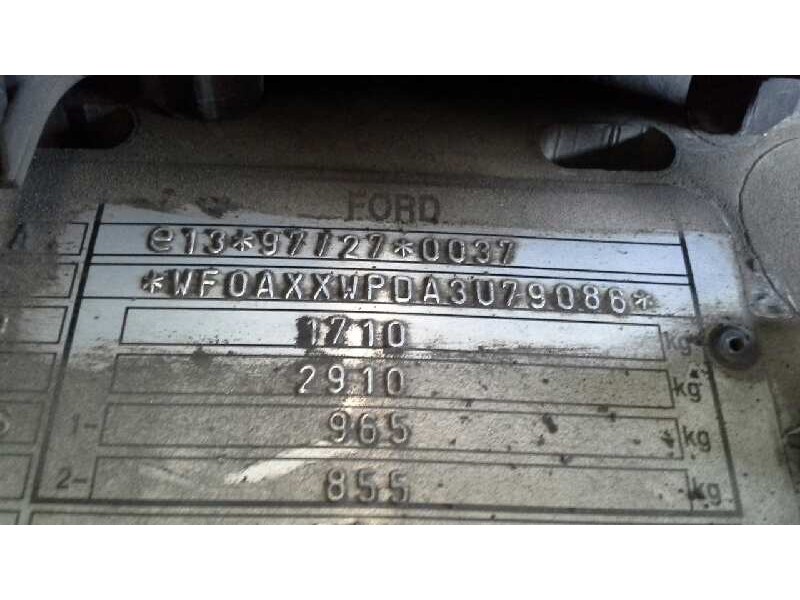 FORD
A e13*97/27*0037
*WF0AXXWPDA3U79086*
1710 kg
2910 kg
1 965 kg
2- 855 kg